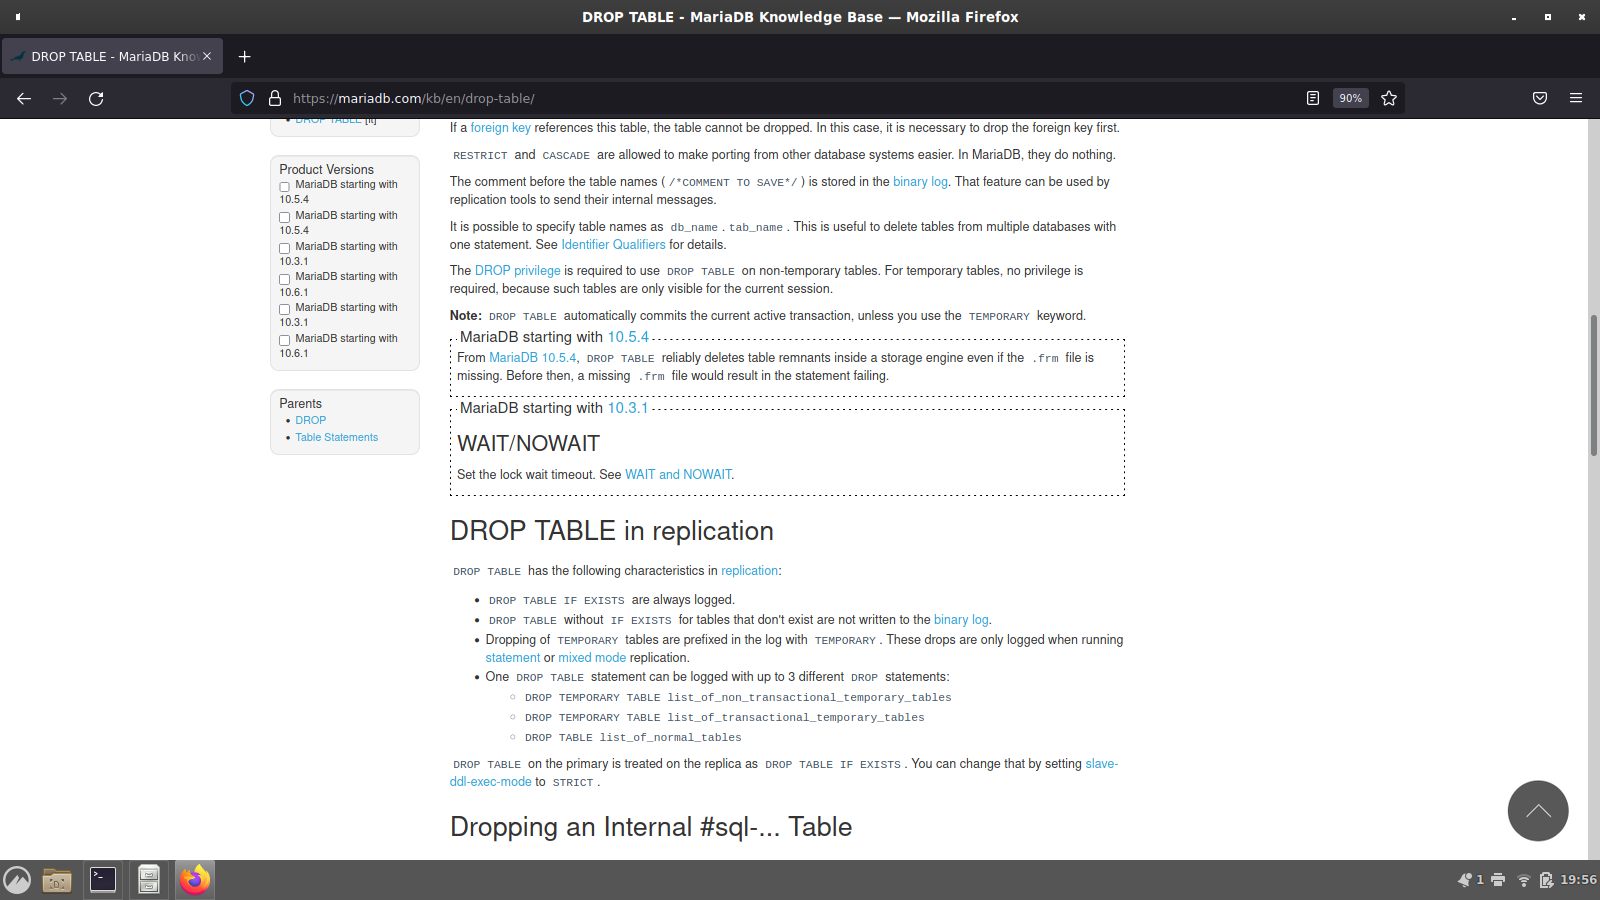 DROP TABLE - MariaDB Knowledge Base — Mozilla Firefox
DROP TABLE - MariaDB Kno
https://mariadb.com/kb/en/drop-table/
90%
DROP TABLE [it]
Product Versions
MariaDB starting with
10.5.4
MariaDB starting with
10.5.4
MariaDB starting with
10.3.1
MariaDB starting with
10.6.1
MariaDB starting with
10.3.1
MariaDB starting with
10.6.1
Parents
DROP
Table Statements
If a foreign key references this table, the table cannot be dropped. In this case, it is necessary to drop the foreign key first.
RESTRICT and CASCADE are allowed to make porting from other database systems easier. In MariaDB, they do nothing.
The comment before the table names ( /*COMMENT TO SAVE*/ ) is stored in the binary log. That feature can be used by
replication tools to send their internal messages.
It is possible to specify table names as db_name . tab_name . This is useful to delete tables from multiple databases with
one statement. See Identifier Qualifiers for details.
The DROP privilege is required to use DROP TABLE on non-temporary tables. For temporary tables, no privilege is
required, because such tables are only visible for the current session.
Note: DROP TABLE automatically commits the current active transaction, unless you use the TEMPORARY keyword.
MariaDB starting with 10.5.4
From MariaDB 10.5.4, DROP TABLE reliably deletes table remnants inside a storage engine even if the .frm file is
missing. Before then, a missing .frm file would result in the statement failing.
MariaDB starting with 10.3.1
WAIT/NOWAIT
Set the lock wait timeout. See WAIT and NOWAIT.
DROP TABLE in replication
DROP TABLE has the following characteristics in replication:
• DROP TABLE IF EXISTS are always logged.
• DROP TABLE without IF EXISTS for tables that don't exist are not written to the binary log.
• Dropping of TEMPORARY tables are prefixed in the log with TEMPORARY . These drops are only logged when running
statement or mixed mode replication.
• One DROP TABLE statement can be logged with up to 3 different DROP statements:
◦ DROP TEMPORARY TABLE list_of_non_transactional_temporary_tables
◦ DROP TEMPORARY TABLE list_of_transactional_temporary_tables
◦ DROP TABLE list_of_normal_tables
DROP TABLE on the primary is treated on the replica as DROP TABLE IF EXISTS . You can change that by setting slave-
ddl-exec-mode to STRICT .
Dropping an Internal #sql-... Table
1
19:56